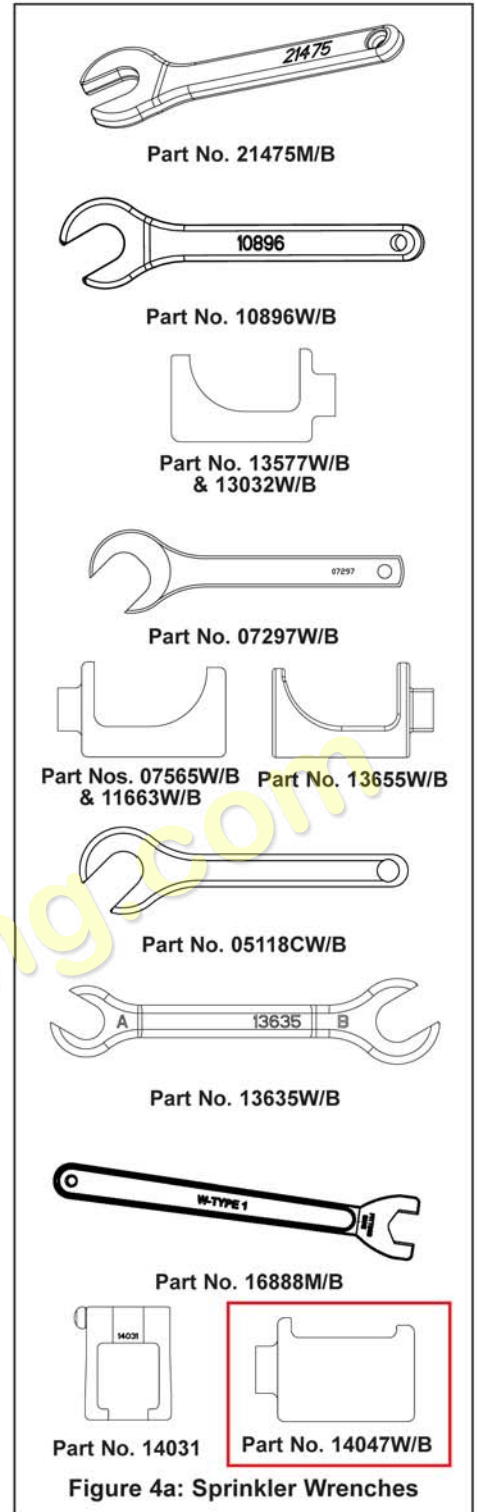 21475
Part No. 21475M/B
10896
Part No. 10896W/B
Part No. 13577W/B
& 13032W/B
07297
Part No. 07297W/B
Part Nos. 07565W/B
& 11663W/B
Part No. 13655W/B
Part No. 05118CW/B
A 13635 B
Part No. 13635W/B
W-TYPE 1
Part No. 16888M/B
14031
Part No. 14031
Part No. 14047W/B
Figure 4a: Sprinkler Wrenches
ng.com